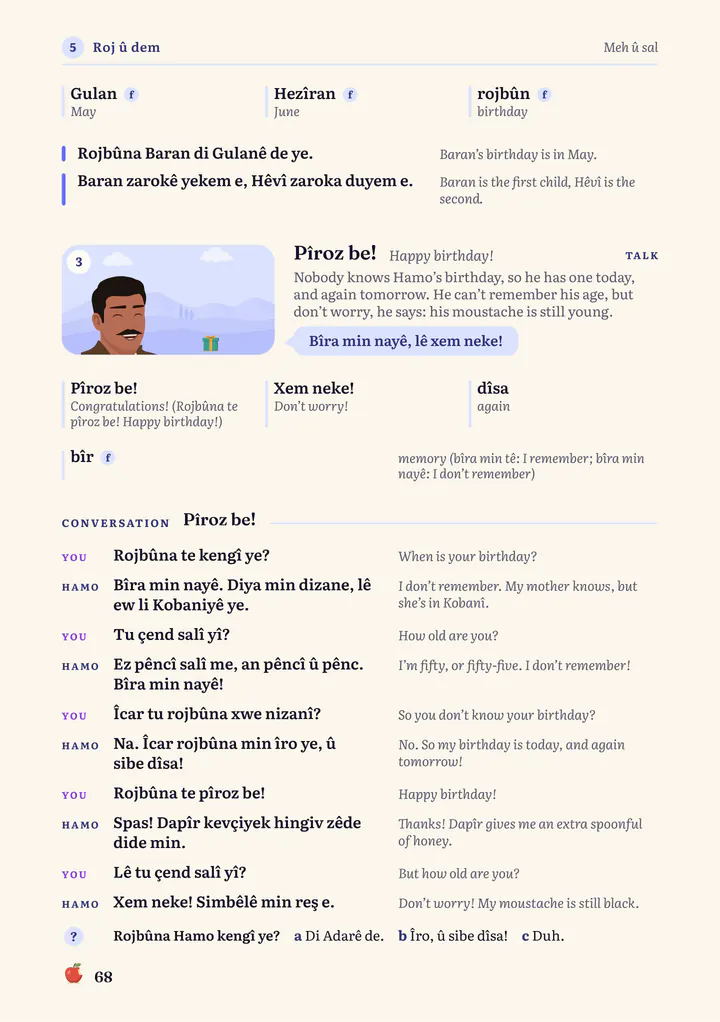 5 Roj û dem Meh û sal
Gulan f Hezîran f rojbûn f
May June birthday
Rojbûna Baran di Gulanê de ye. Baran’s birthday is in May.
Baran zarokê yekem e, Hêvî zaroka duyem e. Baran is the first child, Hêvî is the
second.
3
Pîroz be! Happy birthday! TALK
Nobody knows Hamo’s birthday, so he has one today,
and again tomorrow. He can’t remember his age, but
don’t worry, he says: his moustache is still young.
Bîra min nayê, lê xem neke!
Pîroz be! Xem neke! dîsa
Congratulations! (Rojbûna te Don’t worry! again
pîroz be! Happy birthday!)
bîr f memory (bîra min tê: I remember; bîra min
nayê: I don’t remember)
CONVERSATION Pîroz be!
YOU Rojbûna te kengî ye? When is your birthday?
HAMO Bîra min nayê. Diya min dizane, lê I don’t remember. My mother knows, but
ew li Kobaniyê ye. she’s in Kobanî.
YOU Tu çend salî yî? How old are you?
HAMO Ez pêncî salî me, an pêncî û pênc. I’m fifty, or fifty-five. I don’t remember!
Bîra min nayê!
YOU Îcar tu rojbûna xwe nizanî? So you don’t know your birthday?
HAMO Na. Îcar rojbûna min îro ye, û No. So my birthday is today, and again
sibe dîsa! tomorrow!
YOU Rojbûna te pîroz be! Happy birthday!
HAMO Spas! Dapîr kevçiyek hingiv zêde Thanks! Dapîr gives me an extra spoonful
dide min. of honey.
YOU Lê tu çend salî yî? But how old are you?
HAMO Xem neke! Simbêlê min reş e. Don’t worry! My moustache is still black.
? Rojbûna Hamo kengî ye? a Di Adarê de. b Îro, û sibe dîsa! c Duh.
68